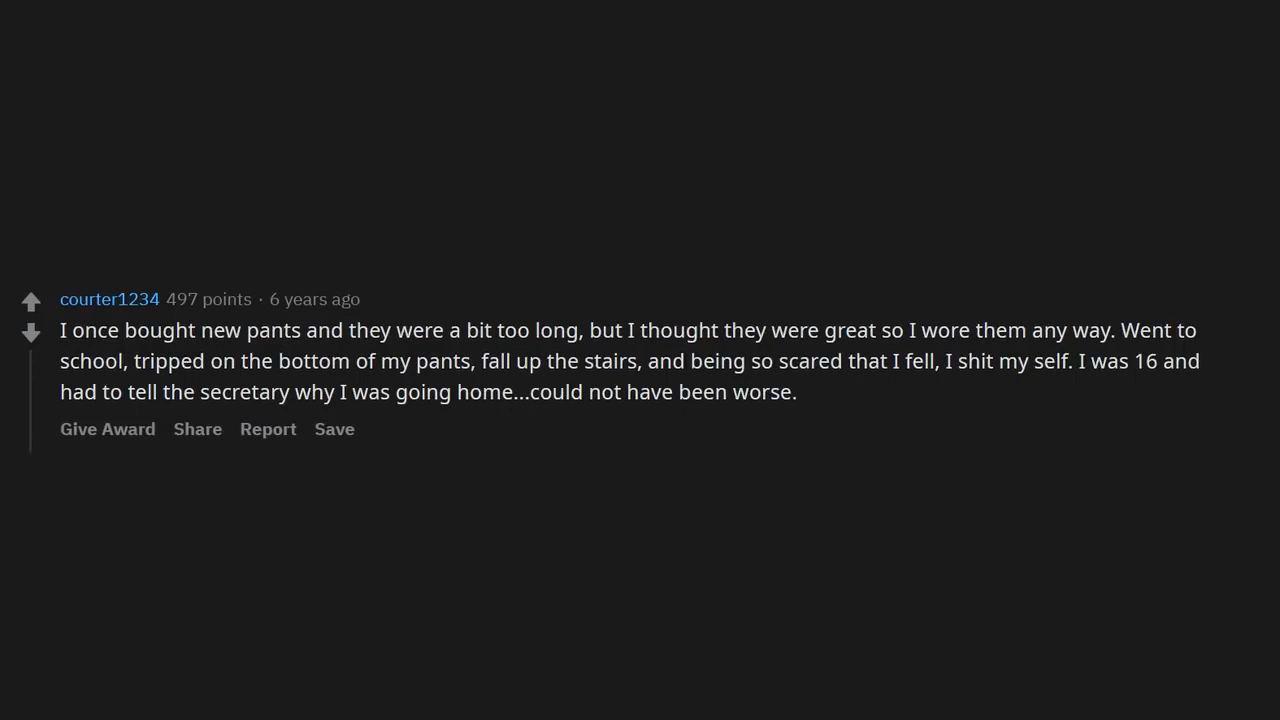 courter1234 497 points · 6 years ago
I once bought new pants and they were a bit too long, but I thought they were great so I wore them any way. Went to
school, tripped on the bottom of my pants, fall up the stairs, and being so scared that I fell, I shit my self. I was 16 and
had to tell the secretary why I was going home...could not have been worse.
Give Award Share Report Save